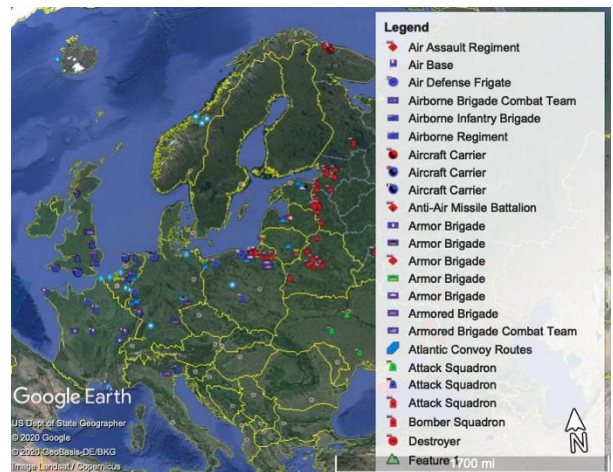 Legend
Air Assault Regiment
Air Base
Air Defense Frigate
Airborne Brigade Combat Team
Airborne Infantry Brigade
Airborne Regiment
Aircraft Carrier
Aircraft Carrier
Aircraft Carrier
Anti-Air Missile Battalion
Armor Brigade
Armor Brigade
Armor Brigade
Armor Brigade
Armor Brigade
Armored Brigade
Armored Brigade Combat Team
Atlantic Convoy Routes
Attack Squadron
Attack Squadron
Attack Squadron
Bomber Squadron
Destroyer
Feature 1
Google Earth
US Dept of State Geographer
© 2020 Google
© 2020 GeoBasis-DE/BKG
Image Landsat / Copernicus
1700 mi
N